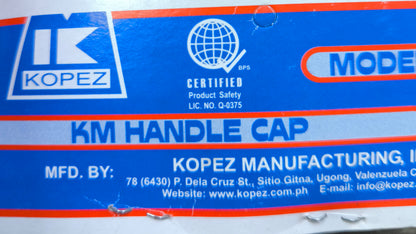 K
KOPEZ
BPS
CERTIFIED
Product Safety
LIC. NO. Q-0375
MODE
KM HANDLE CAP
MFD. BY: KOPEZ MANUFACTURING, I
78 (6430) P. Dela Cruz St., Sitio Gitna, Ugong, Valenzuela C
Website: www.kopez.com.ph E-mail: info@kopez.